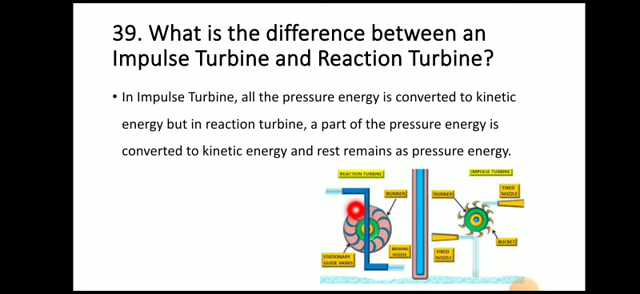 39. What is the difference between an
Impulse Turbine and Reaction Turbine?
• In Impulse Turbine, all the pressure energy is converted to kinetic
energy but in reaction turbine, a part of the pressure energy is
converted to kinetic energy and rest remains as pressure energy.
REACTION TURBINE
IMPULSE TURBINE
RUNNER
RUNNER
FIXED
NOZZLE
BUCKET
STATIONARY
GUIDE VANES
MOVING
NOZZLE
FIXED
NOZZLE